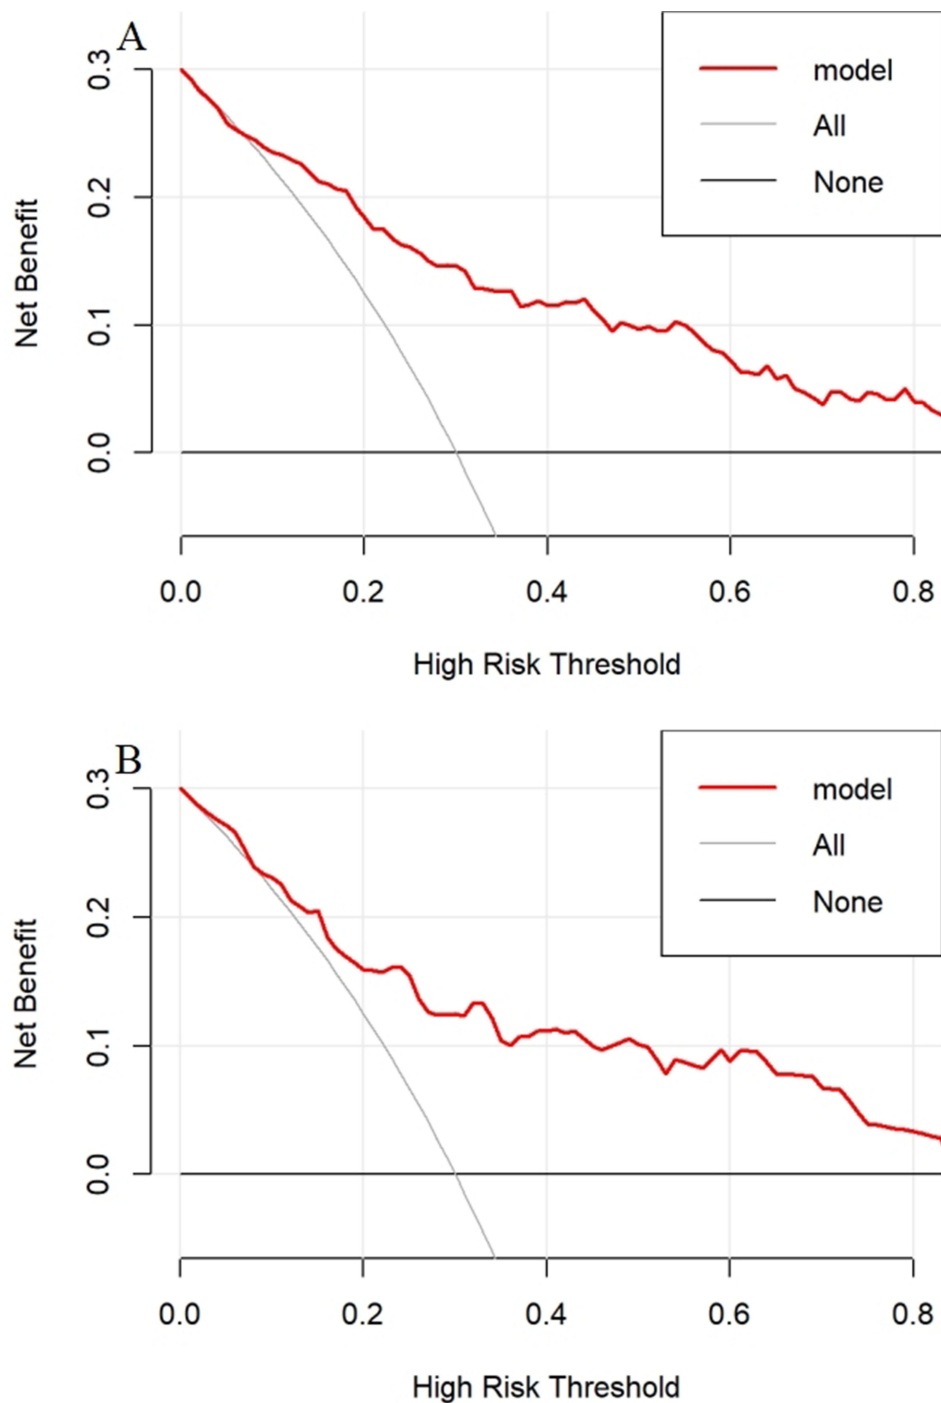 A
model
All
None
0.3
0.2
0.1
0.0
Net Benefit
0.0 0.2 0.4 0.6 0.8
High Risk Threshold
B
model
All
None
0.3
0.2
0.1
0.0
Net Benefit
0.0 0.2 0.4 0.6 0.8
High Risk Threshold